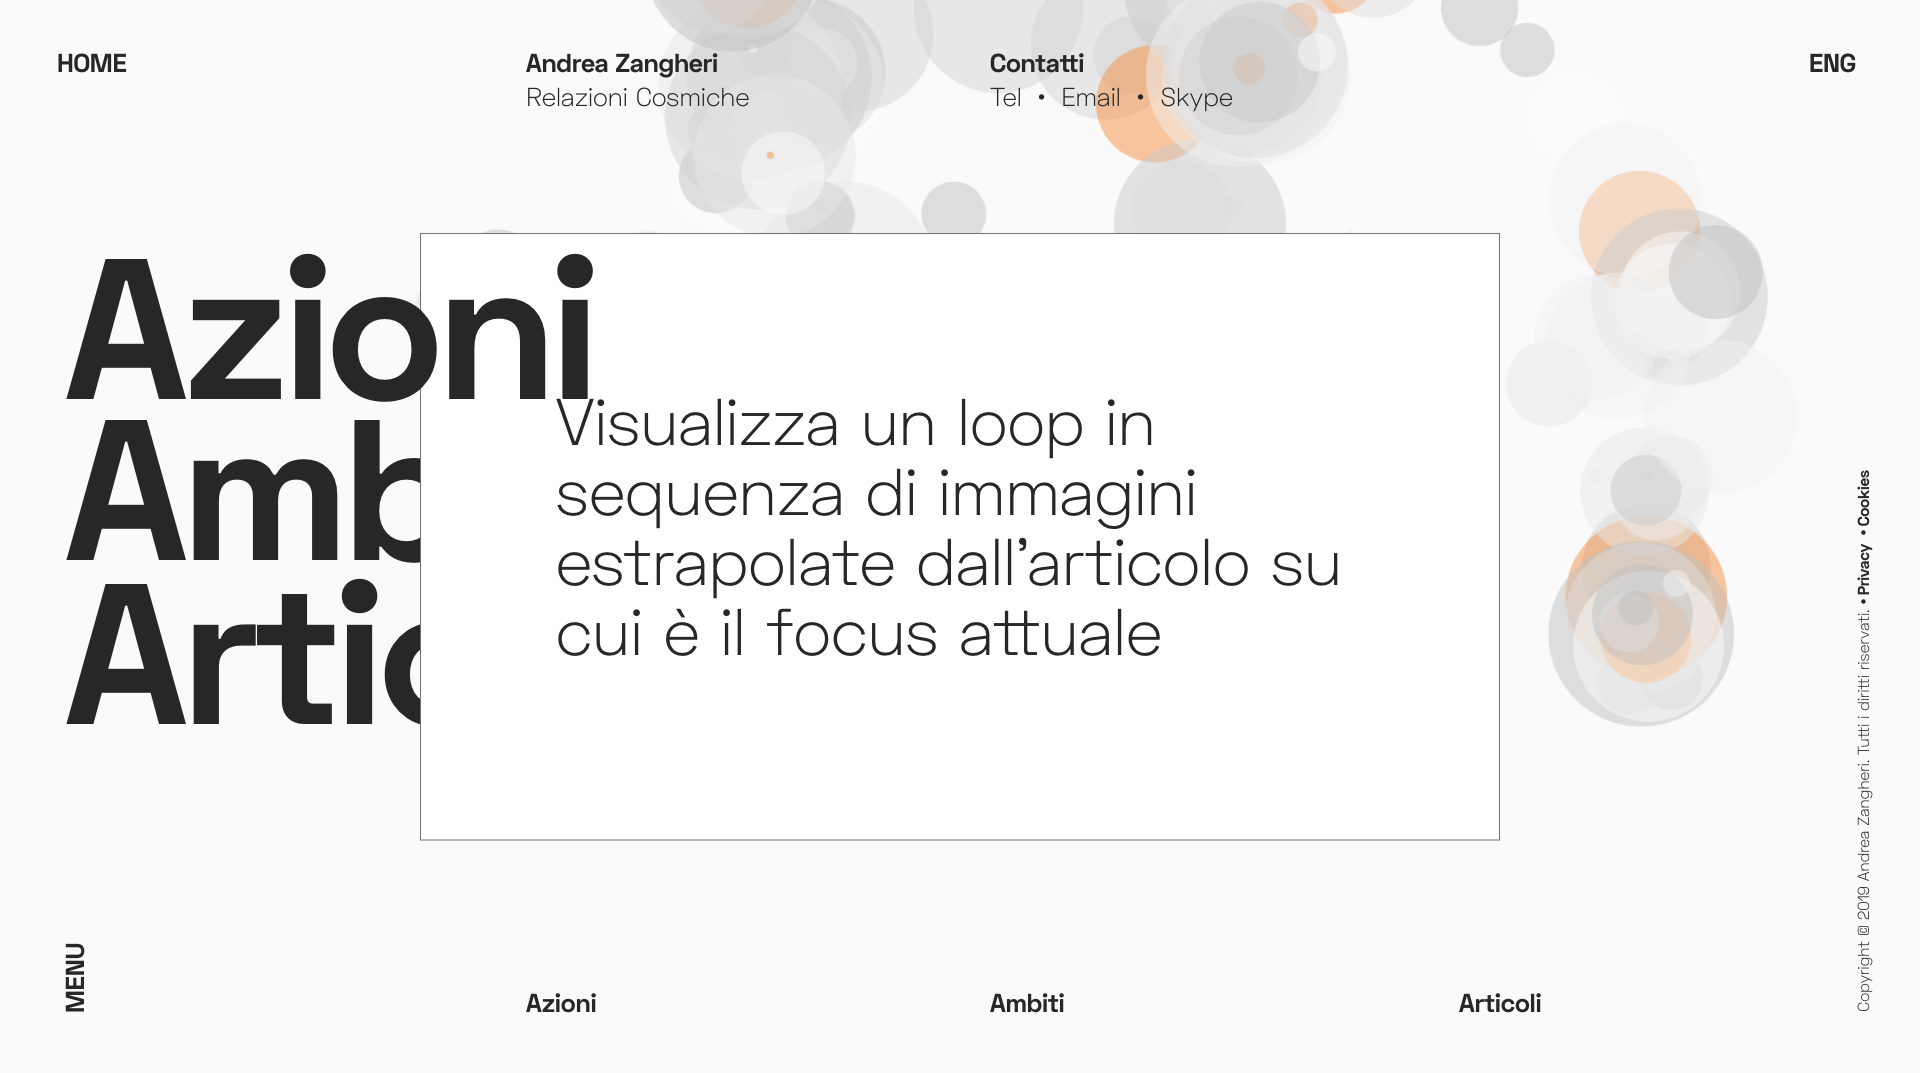 HOME
Andrea Zangheri
Relazioni Cosmiche
Contatti
Tel • Email • Skype
ENG
Azioni
Amb
Artic
Visualizza un loop in
sequenza di immagini
estrapolate dall’articolo su
cui è il focus attuale
Copyright © 2019 Andrea Zangheri. Tutti i diritti riservati. • Privacy • Cookies
MENU
Azioni
Ambiti
Articoli